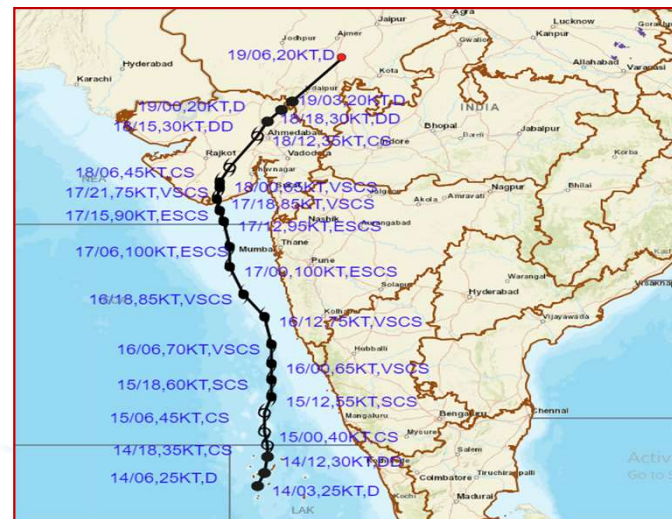 Agra
Jaipur
Lucknow
Jodhpur
Ajmer
Gwalior
Kanpur
19/06,20KT,D
Hyderabad
Karachi
Kota
Allahabad
Varanasi
19/00,20KT,D
19/03,20KT,D
INDIA
18/15,30KT,DD
18/18,30KT,DD
Ahmedabad
Bhopal
Jabalpur
18/12,35KT,CS
Rajkot
Vadodara
Korba
18/06,45KT,CS
18/00,65KT,VSCS
Nagpur
Bhilai
17/21,75KT,VSCS
Akola
Amravati
17/18,85KT,VSCS
17/15,90KT,ESCS
Nashik
Aurangabad
17/12,95KT,ESCS
17/06,100KT,ESCS
Mumbai
Thane
Pune
Warangal
17/00,100KT,ESCS
Solapur
16/18,85KT,VSCS
Hyderabad
16/12,75KT,VSCS
Vijayawada
16/06,70KT,VSCS
Hubballi
16/00,65KT,VSCS
15/18,60KT,SCS
15/12,55KT,SCS
15/06,45KT,CS
Mangaluru
Bengaluru
Chennai
15/00,40KT,CS
Mysuru
14/18,35KT,CS
Salem
14/12,30KT,DD
14/06,25KT,D
Coimbatore
Tiruchirappalli
14/03,25KT,D
Kochi
Madurai
LAK
Activ
Go to S